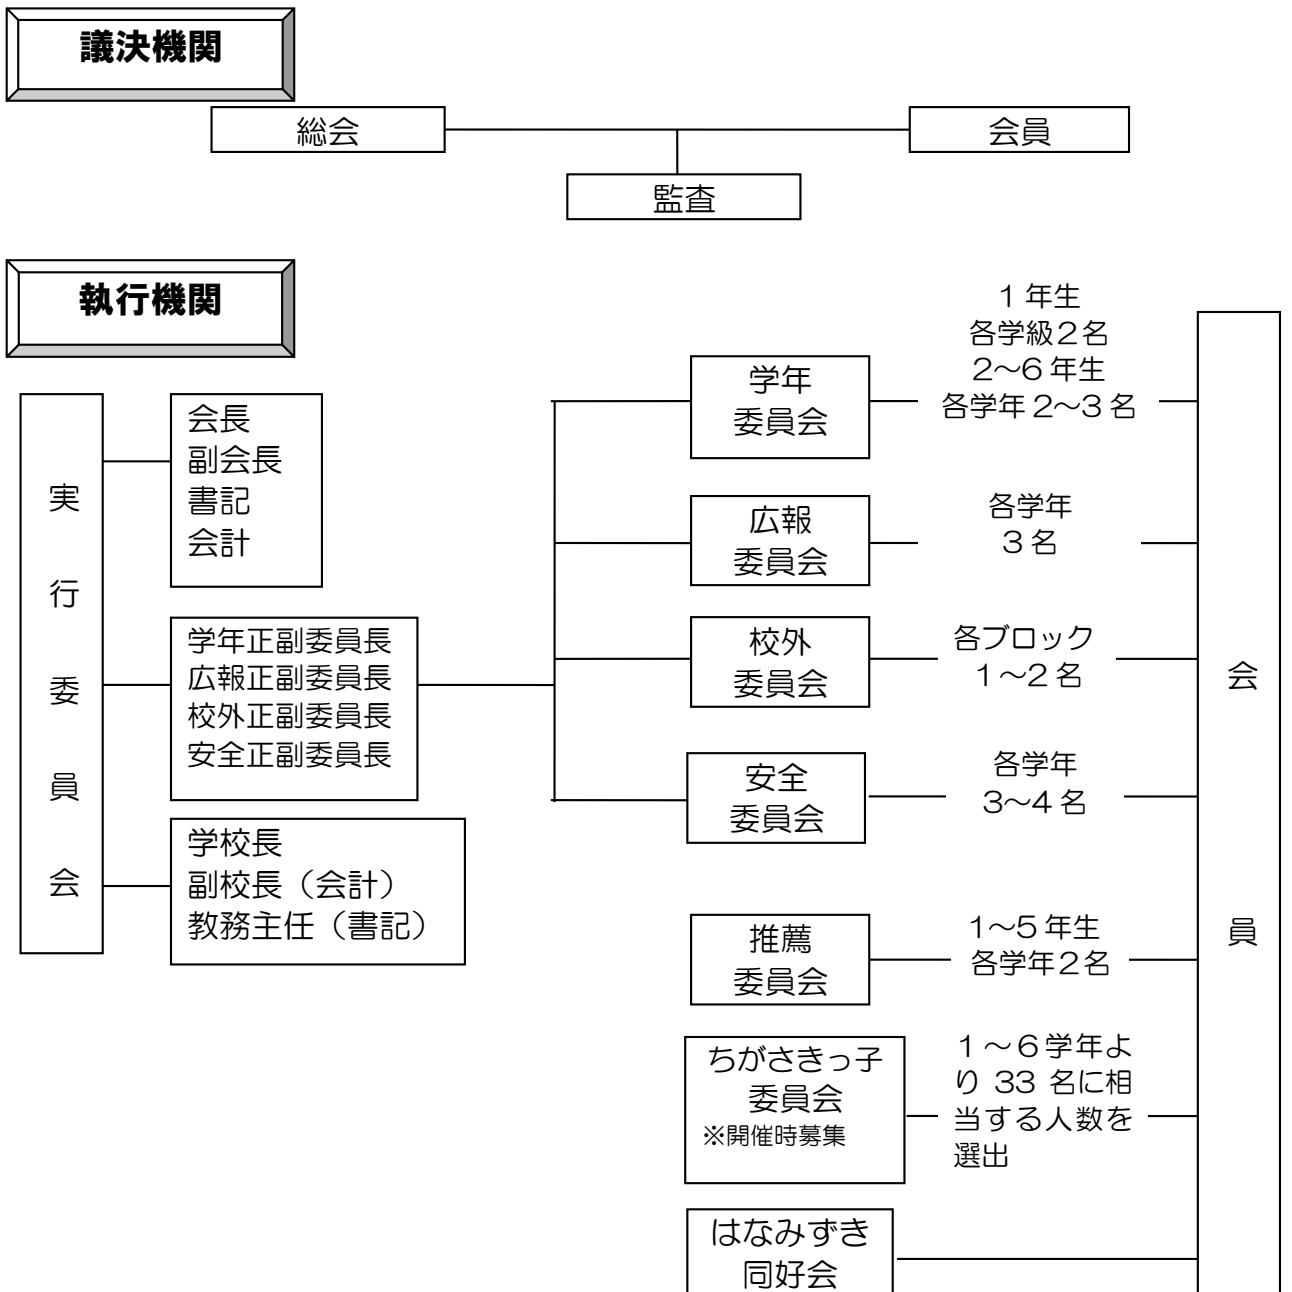 議決機関
総会
会員
監査
執行機関
実行委員会
会長
副会長
書記
会計
学年正副委員長
広報正副委員長
校外正副委員長
安全正副委員長
学校長
副校長（会計）
教務主任（書記）
学年
委員会
1年生
各学級2名
2～6年生
各学年2～3名
広報
委員会
各学年
3名
校外
委員会
各ブロック
1～2名
安全
委員会
各学年
3～4名
推薦
委員会
1～5年生
各学年2名
ちがさきっ子
委員会
※開催時募集
1～6学年よ
り 33 名に相
当する人数を
選出
はなみずき
同好会
会員